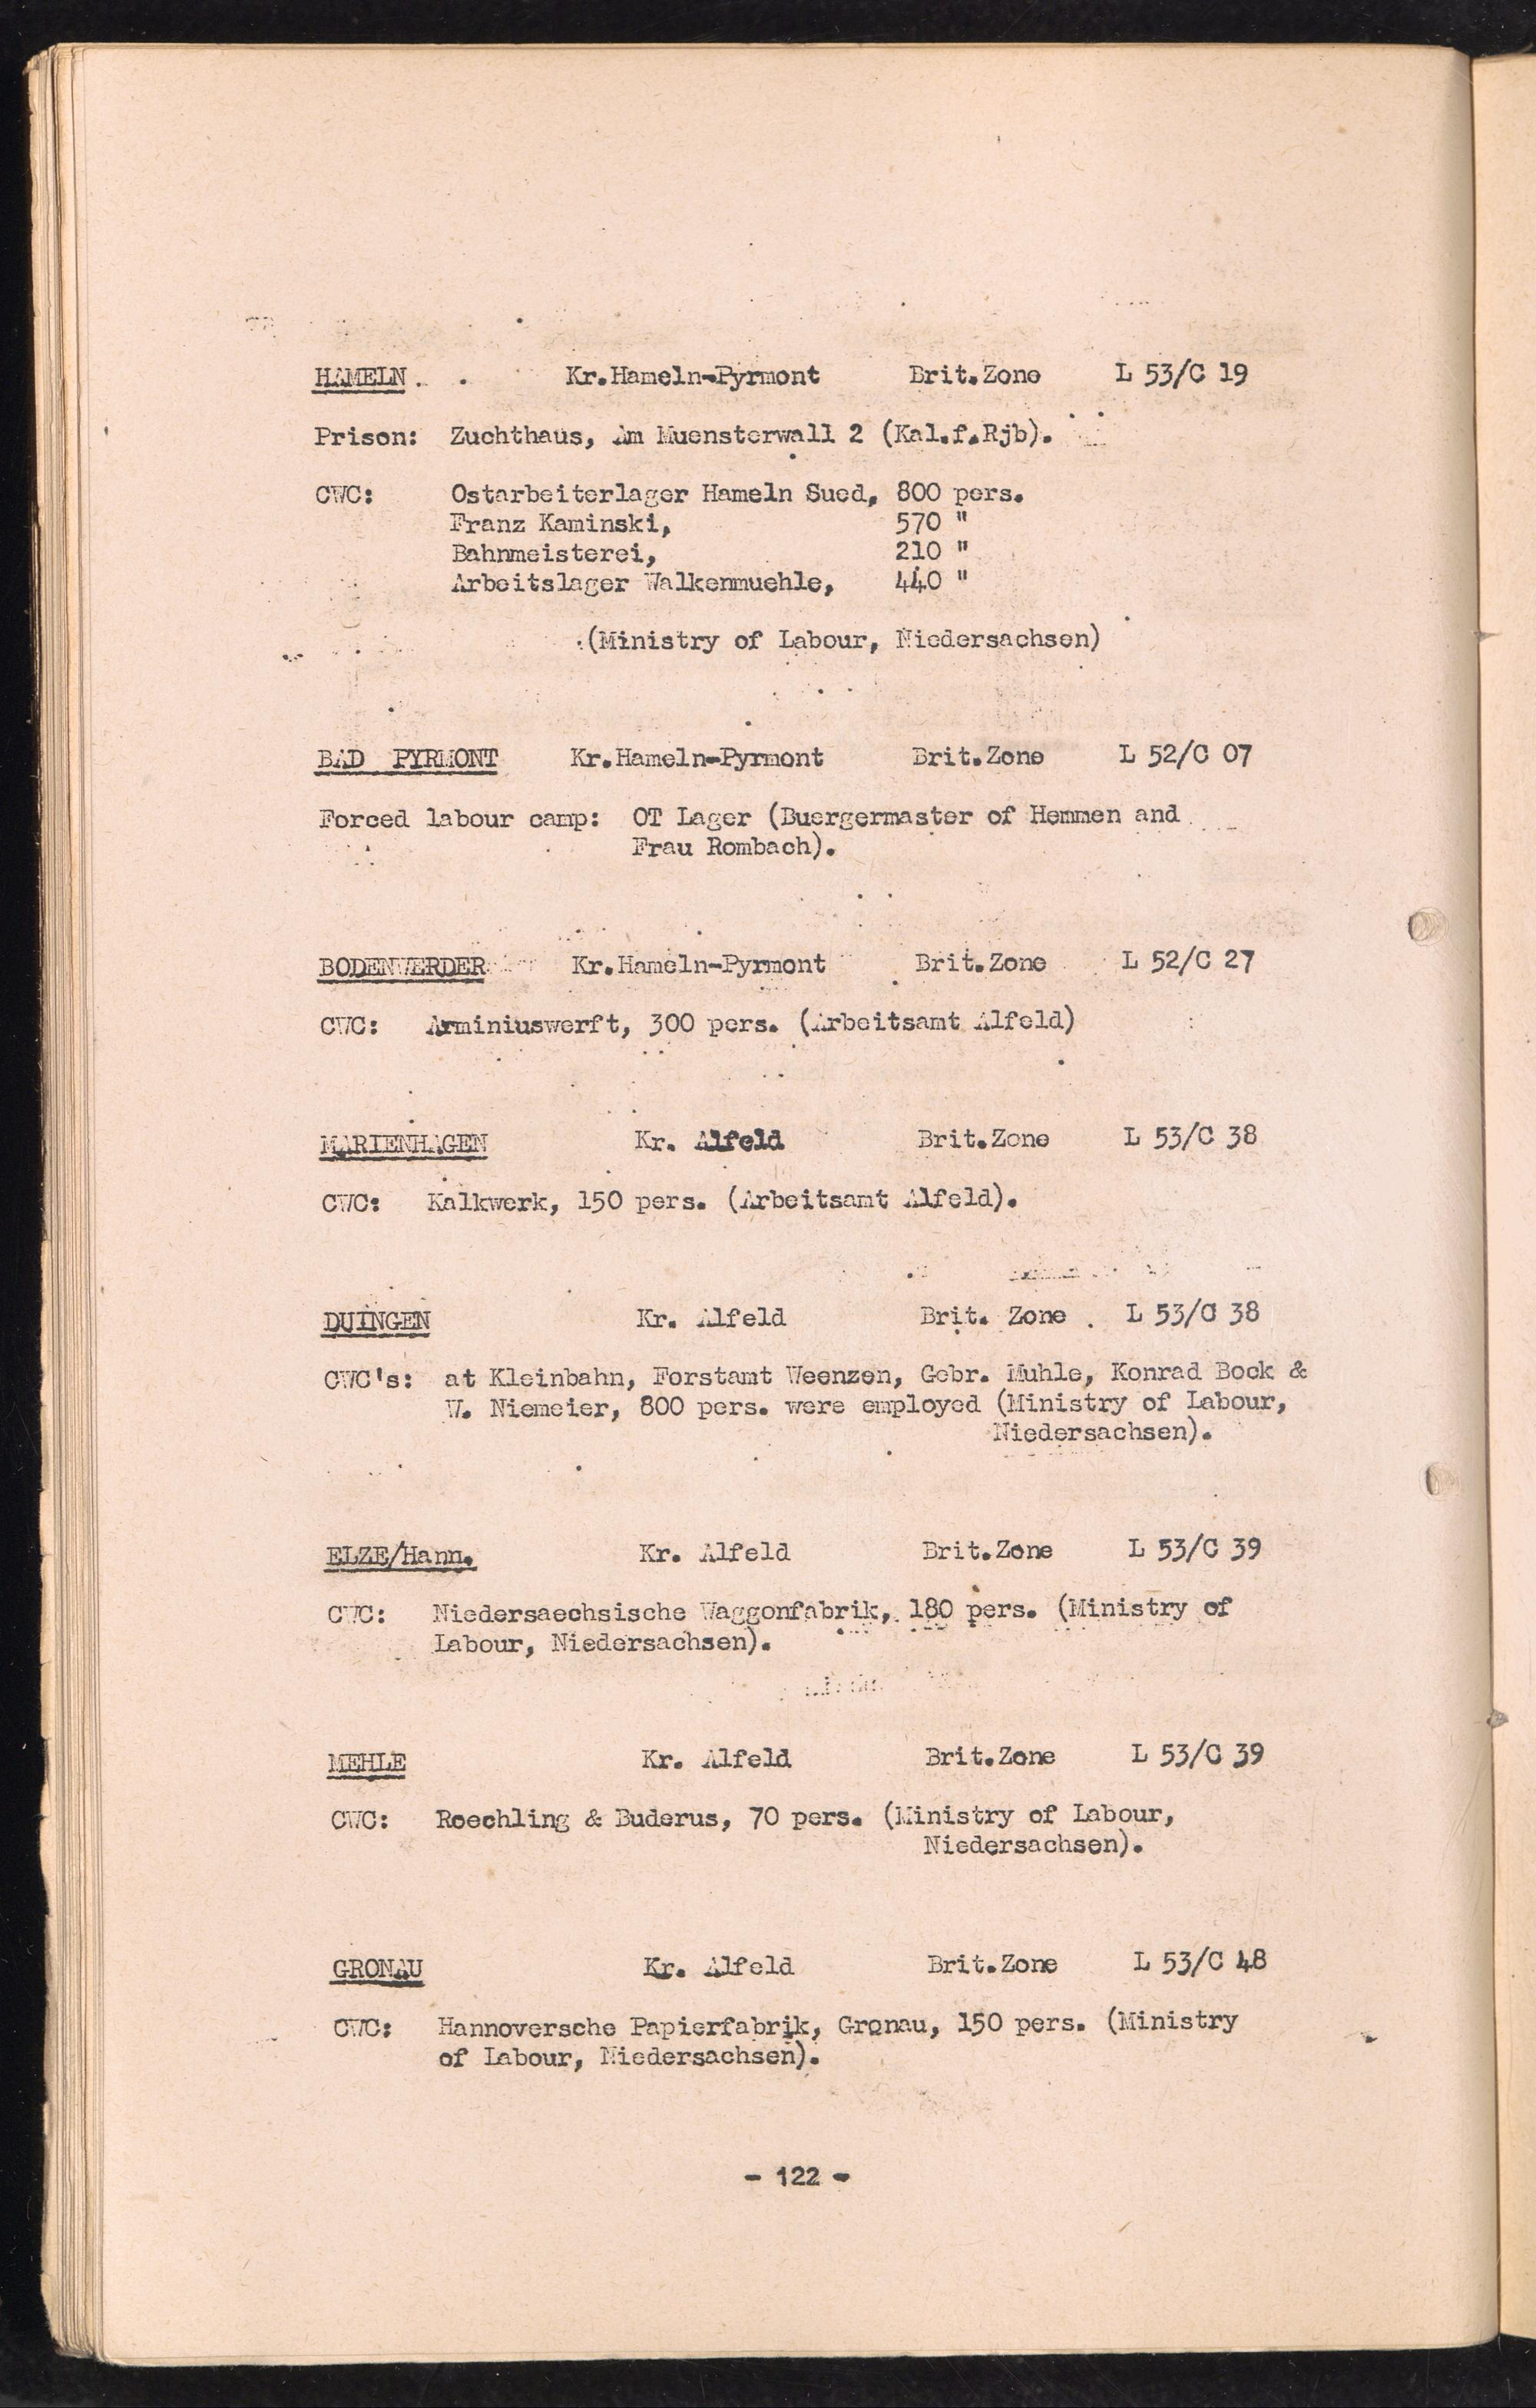 HAMELN Kr.Hameln-Pyrmont Brit.Zone L 53/C 19
Prison: Zuchthaus, Am Muensterwall 2 (Kal.f.Rjb).
CWC: Ostarbeiterlager Hameln Sued, 800 pers.
Franz Kaminski, 570 "
Bahnmeisterei, 210 "
Arbeitslager Walkenmuehle, 440 "
(Ministry of Labour, Niedersachsen)
BAD PYRMONT Kr.Hameln-Pyrmont Brit.Zone L 52/C 07
Forced labour camp: OT Lager (Buergermaster of Hemmen and
Frau Rombach).
BODENWERDER Kr.Hameln-Pyrmont Brit.Zone L 52/C 27
CWC: Arminiuswerft, 300 pers. (Arbeitsamt Alfeld)
MARIENHAGEN Kr. Alfeld Brit.Zone L 53/C 38
CWC: Kalkwerk, 150 pers. (Arbeitsamt Alfeld).
DUINGEN Kr. Alfeld Brit. Zone L 53/C 38
CWC's: at Kleinbahn, Forstamt Weenzen, Gebr. Muhle, Konrad Bock &
W. Niemeier, 800 pers. were employed (Ministry of Labour,
Niedersachsen).
ELZE/Hann. Kr. Alfeld Brit.Zone L 53/C 39
CWC: Niedersaechsische Waggonfabrik, 180 pers. (Ministry of
Labour, Niedersachsen).
MEHLE Kr. Alfeld Brit.Zone L 53/C 39
CWC: Roechling & Buderus, 70 pers. (Ministry of Labour,
Niedersachsen).
GRONAU Kr. Alfeld Brit.Zone L 53/C 48
CWC: Hannoversche Papierfabrik, Gronau, 150 pers. (Ministry
of Labour, Niedersachsen).
- 122 -